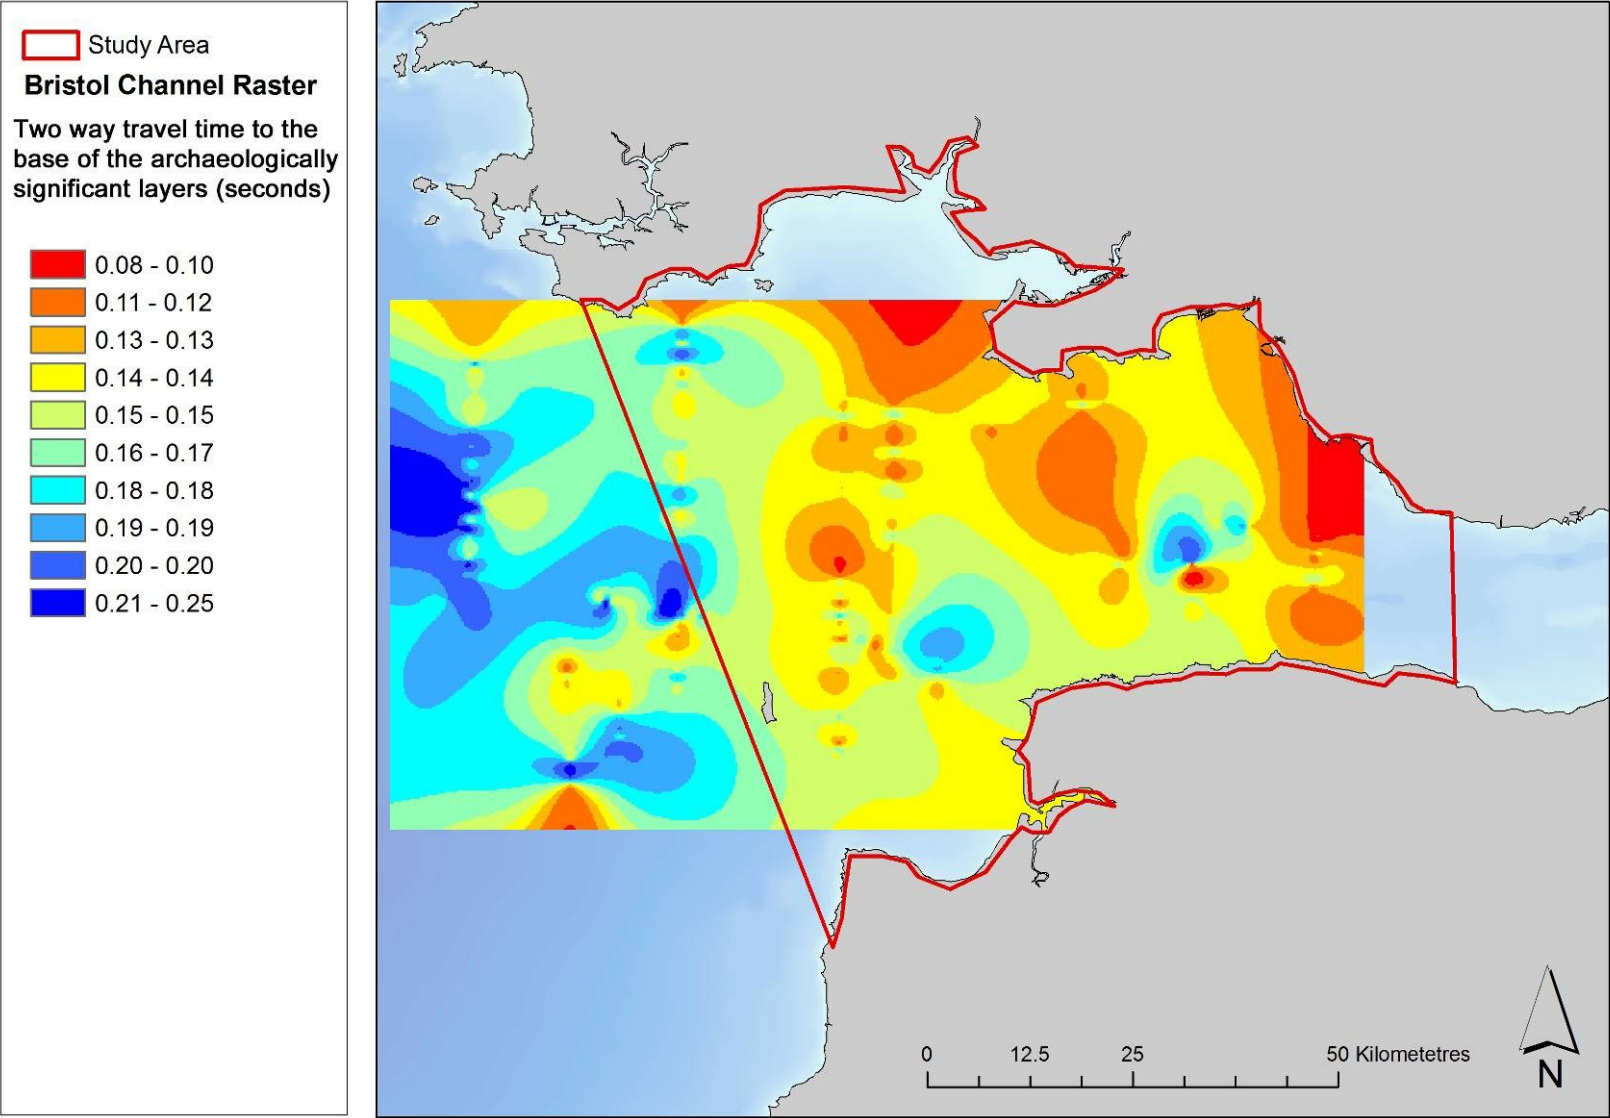 Study Area
Bristol Channel Raster
Two way travel time to the
base of the archaeologically
significant layers (seconds)
0.08 - 0.10
0.11 - 0.12
0.13 - 0.13
0.14 - 0.14
0.15 - 0.15
0.16 - 0.17
0.18 - 0.18
0.19 - 0.19
0.20 - 0.20
0.21 - 0.25
0 12.5 25 50 Kilometetres
N